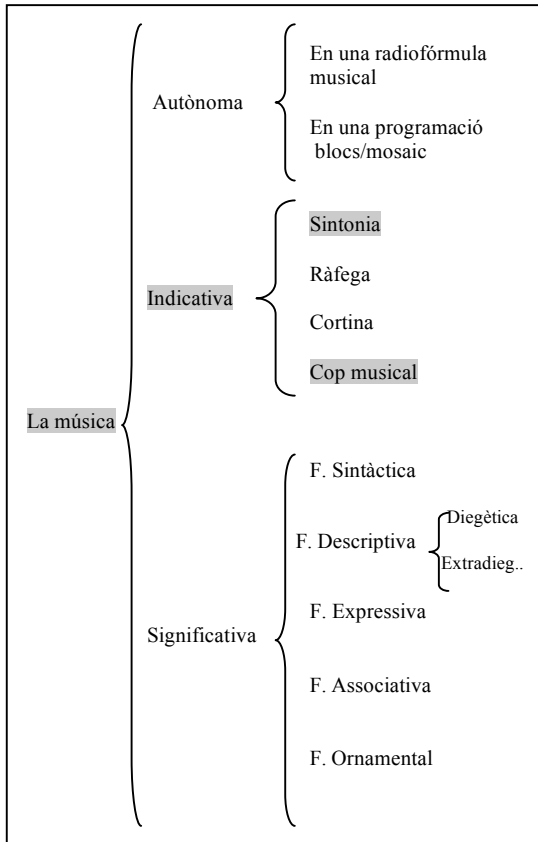 La música
Autònoma
En una radiofórmula
musical
En una programació
blocs/mosaic
Indicativa
Sintonia
Ràfega
Cortina
Cop musical
Significativa
F. Sintàctica
F. Descriptiva
Diegètica
Extradieg..
F. Expressiva
F. Associativa
F. Ornamental